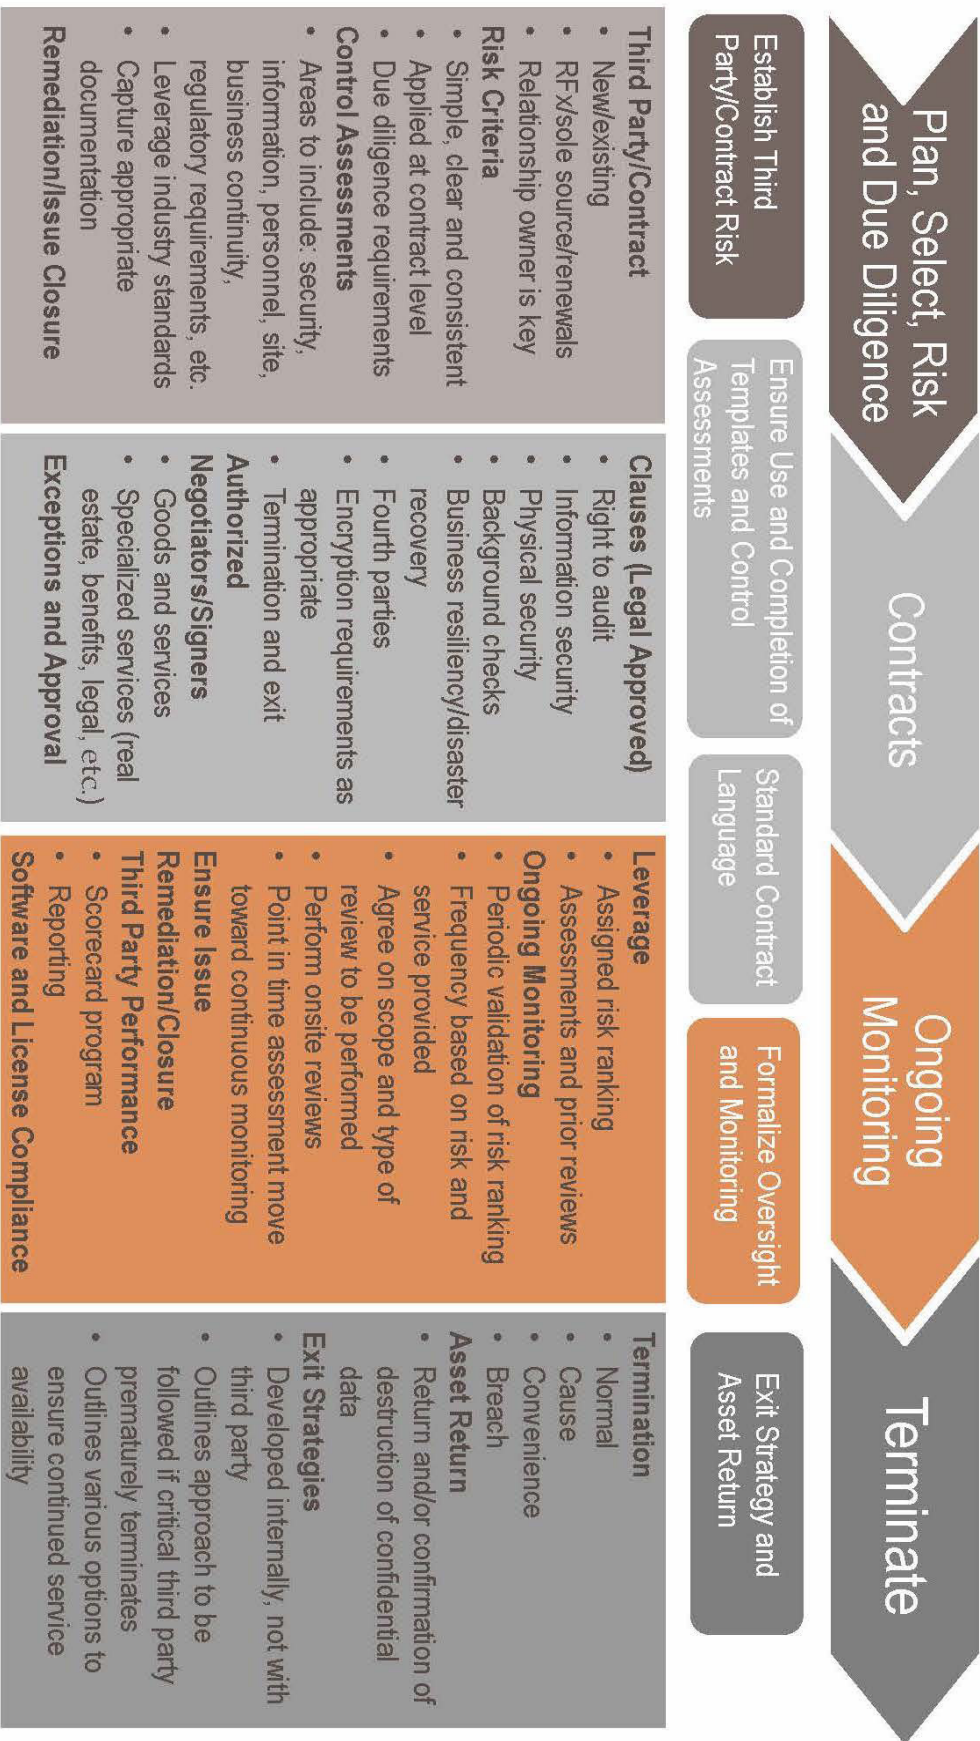 Plan, Select, Risk
and Due Diligence
Contracts
Ongoing
Monitoring
Terminate
Establish Third
Party/Contract Risk
Ensure Use and Completion of
Templates and Control
Assessments
Standard Contract
Language
Formalize Oversight
and Monitoring
Exit Strategy and
Asset Return
Third Party/Contract
• New/existing
• RFx/sole source/renewals
• Relationship owner is key
Risk Criteria
• Simple, clear and consistent
• Applied at contract level
• Due diligence requirements
Control Assessments
• Areas to include: security,
information, personnel, site,
business continuity,
regulatory requirements, etc.
• Leverage industry standards
• Capture appropriate
documentation
Remediation/Issue Closure
Clauses (Legal Approved)
• Right to audit
• Information security
• Physical security
• Background checks
• Business resiliency/disaster
recovery
• Fourth parties
• Encryption requirements as
appropriate
• Termination and exit
Authorized
Negotiators/Signers
• Goods and services
• Specialized services (real
estate, benefits, legal, etc.)
Exceptions and Approval
Leverage
• Assigned risk ranking
• Assessments and prior reviews
Ongoing Monitoring
• Periodic validation of risk ranking
• Frequency based on risk and
service provided
• Agree on scope and type of
review to be performed
• Perform onsite reviews
• Point in time assessment move
toward continuous monitoring
Ensure Issue
Remediation/Closure
Third Party Performance
• Scorecard program
• Reporting
Software and License Compliance
Termination
• Normal
• Cause
• Convenience
• Breach
Asset Return
• Return and/or confirmation of
destruction of confidential
data
Exit Strategies
• Developed internally, not with
third party
• Outlines approach to be
followed if critical third party
prematurely terminates
• Outlines various options to
ensure continued service
availability